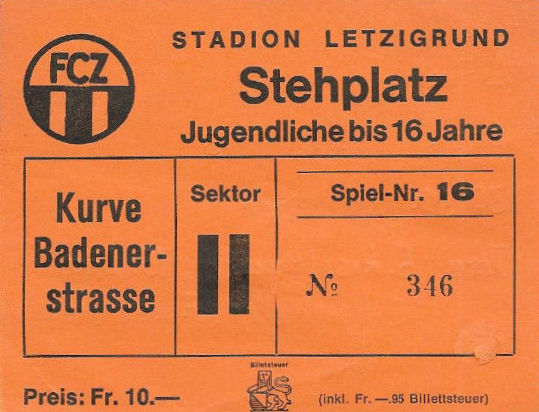 FCZ
STADION LETZIGRUND
Stehplatz
Jugendliche bis 16 Jahre
Kurve
Badener-
strasse
Sektor
II
Spiel-Nr. 16
No 346
Billetsteuer
Preis: Fr. 10.—
(inkl. Fr. —.95 Billettsteuer)